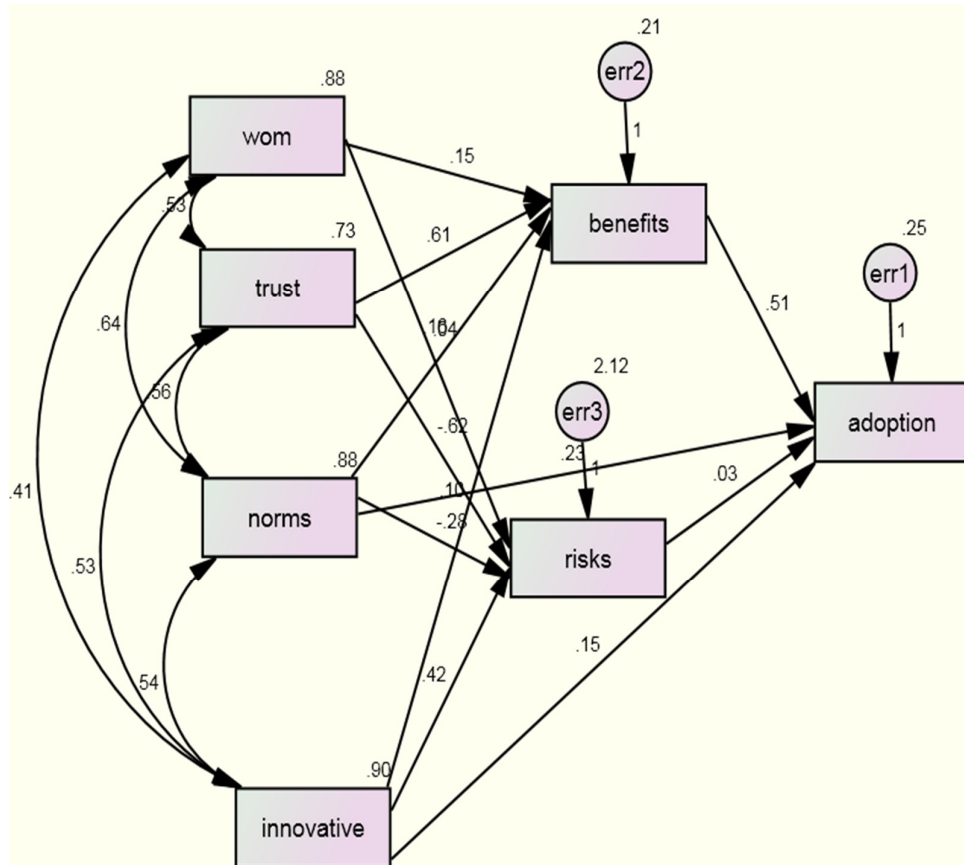 .21
err2
.88
wom
1
.15
.53
benefits
.73
.61
.25
trust
err1
.51
.64
.04
1
2.12
.56
err3
adoption
-.62
.88
.23
1
.03
.41
.10
norms
-.28
risks
.53
.15
.42
.54
.90
innovative